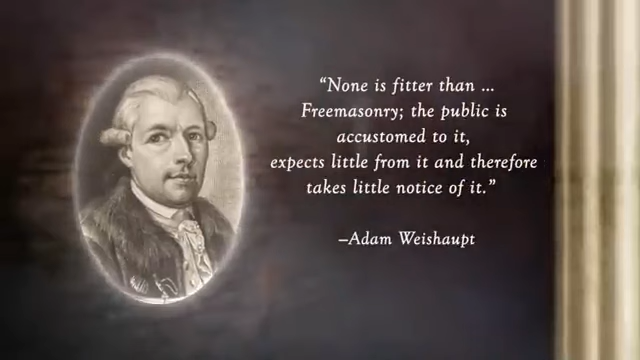 “None is fitter than ...
Freemasonry; the public is
accustomed to it,
expects little from it and therefore
takes little notice of it.”
–Adam Weishaupt